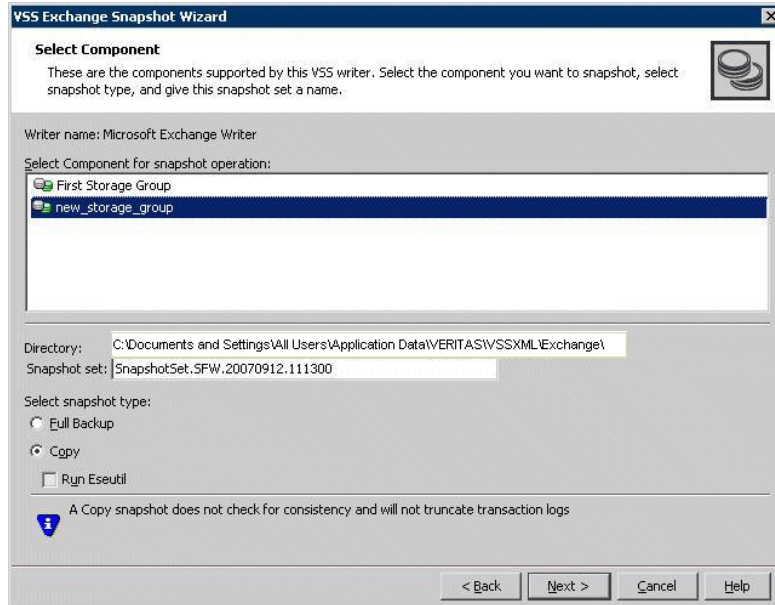 VSS Exchange Snapshot Wizard
Select Component
These are the components supported by this VSS writer. Select the component you want to snapshot, select
snapshot type, and give this snapshot set a name.
Writer name: Microsoft Exchange Writer
Select Component for snapshot operation:
First Storage Group
new_storage_group
Directory: C:\Documents and Settings\All Users\Application Data\VERITAS\VSSXML\Exchange\
Snapshot set: SnapshotSet.SFW.20070912.111300
Select snapshot type:
Full Backup
Copy
Run Eseutil
A Copy snapshot does not check for consistency and will not truncate transaction logs
< Back Next > Cancel Help